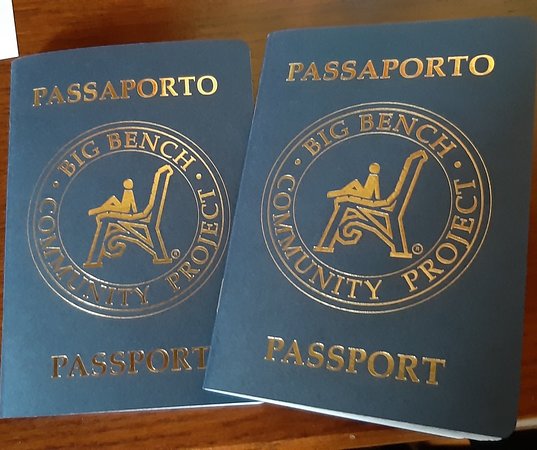 PASSAPORTO
BIG BENCH
COMMUNITY PROJECT
®
PASSPORT
PASSAPORTO
BIG BENCH
COMMUNITY PROJECT
®
PASSPORT